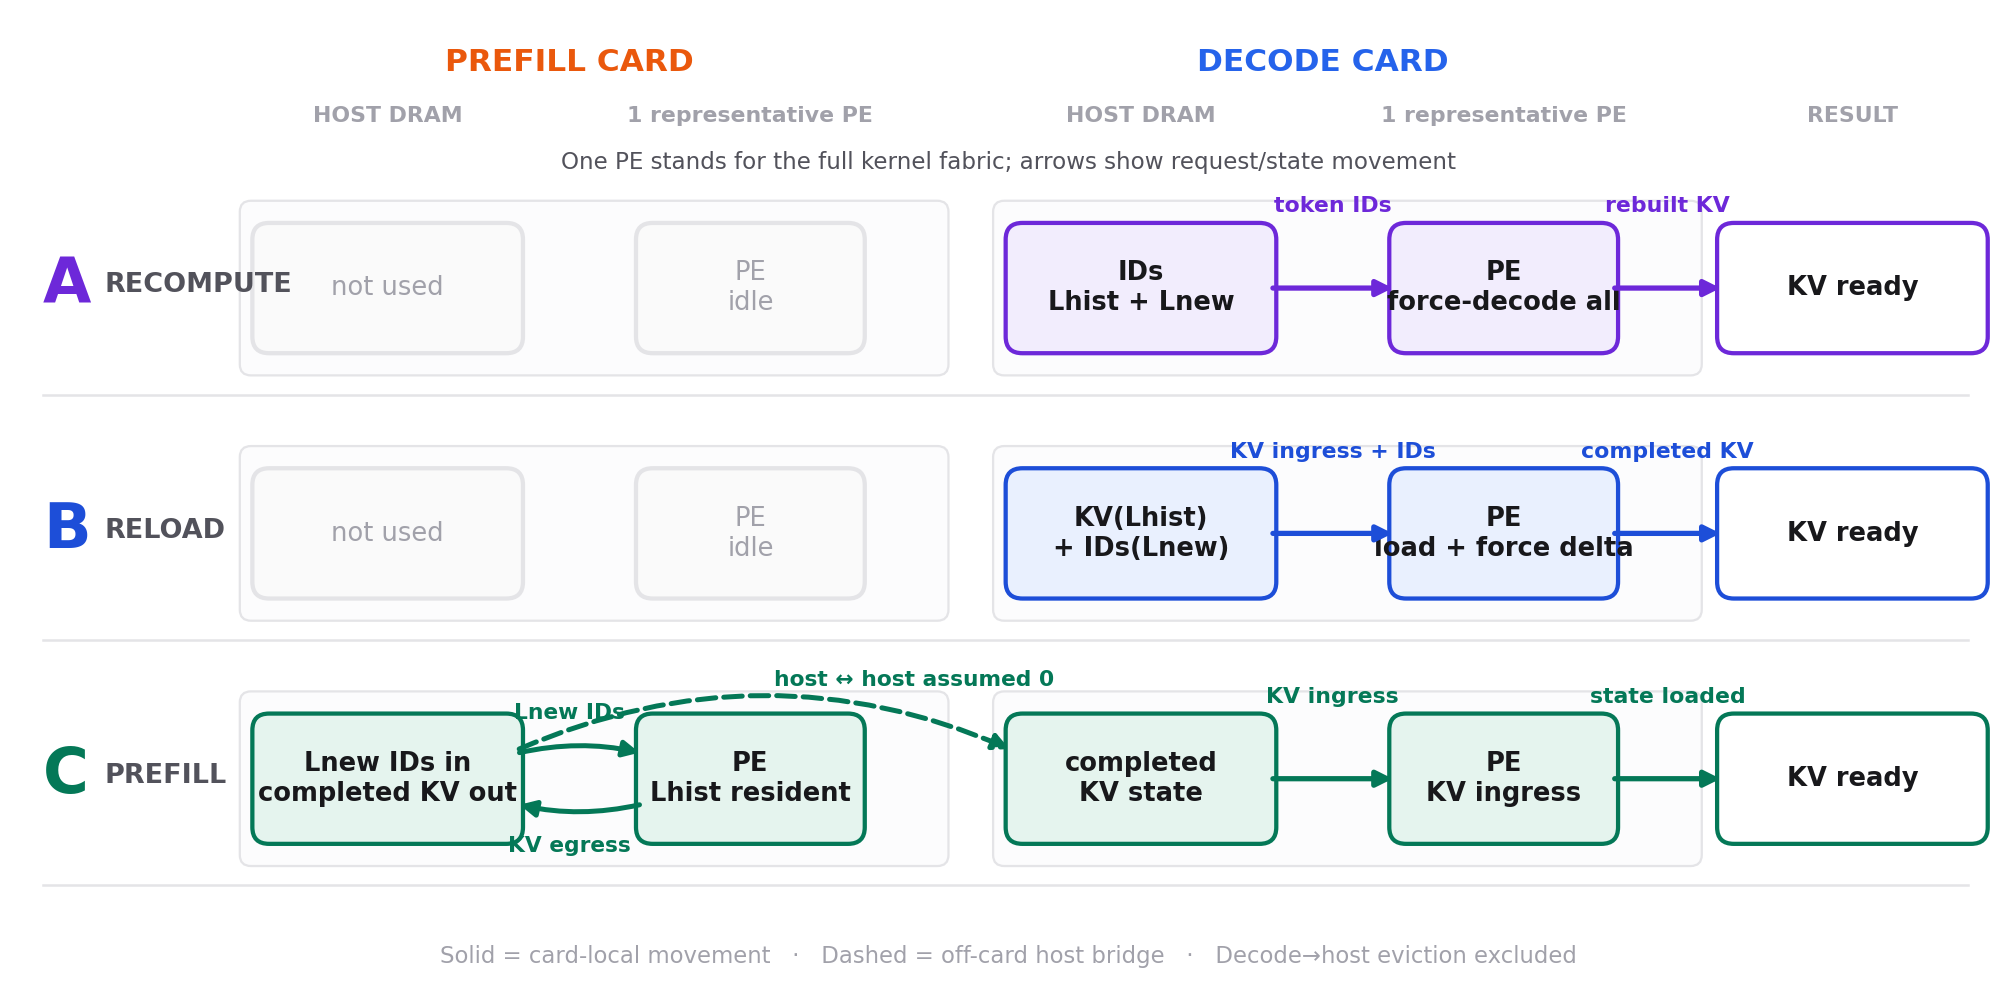 PREFILL CARD
DECODE CARD
HOST DRAM
1 representative PE
HOST DRAM
1 representative PE
RESULT
One PE stands for the full kernel fabric; arrows show request/state movement
A
RECOMPUTE
not used
PE
idle
IDs
Lhist + Lnew
token IDs
PE
force-decode all
rebuilt KV
KV ready
B
RELOAD
not used
PE
idle
KV(Lhist)
+ IDs(Lnew)
KV ingress + IDs
PE
load + force delta
completed KV
KV ready
C
PREFILL
Lnew IDs in
completed KV out
Lnew IDs
KV egress
PE
Lhist resident
host ↔ host assumed 0
completed
KV state
KV ingress
PE
KV ingress
state loaded
KV ready
Solid = card-local movement · Dashed = off-card host bridge · Decode→host eviction excluded